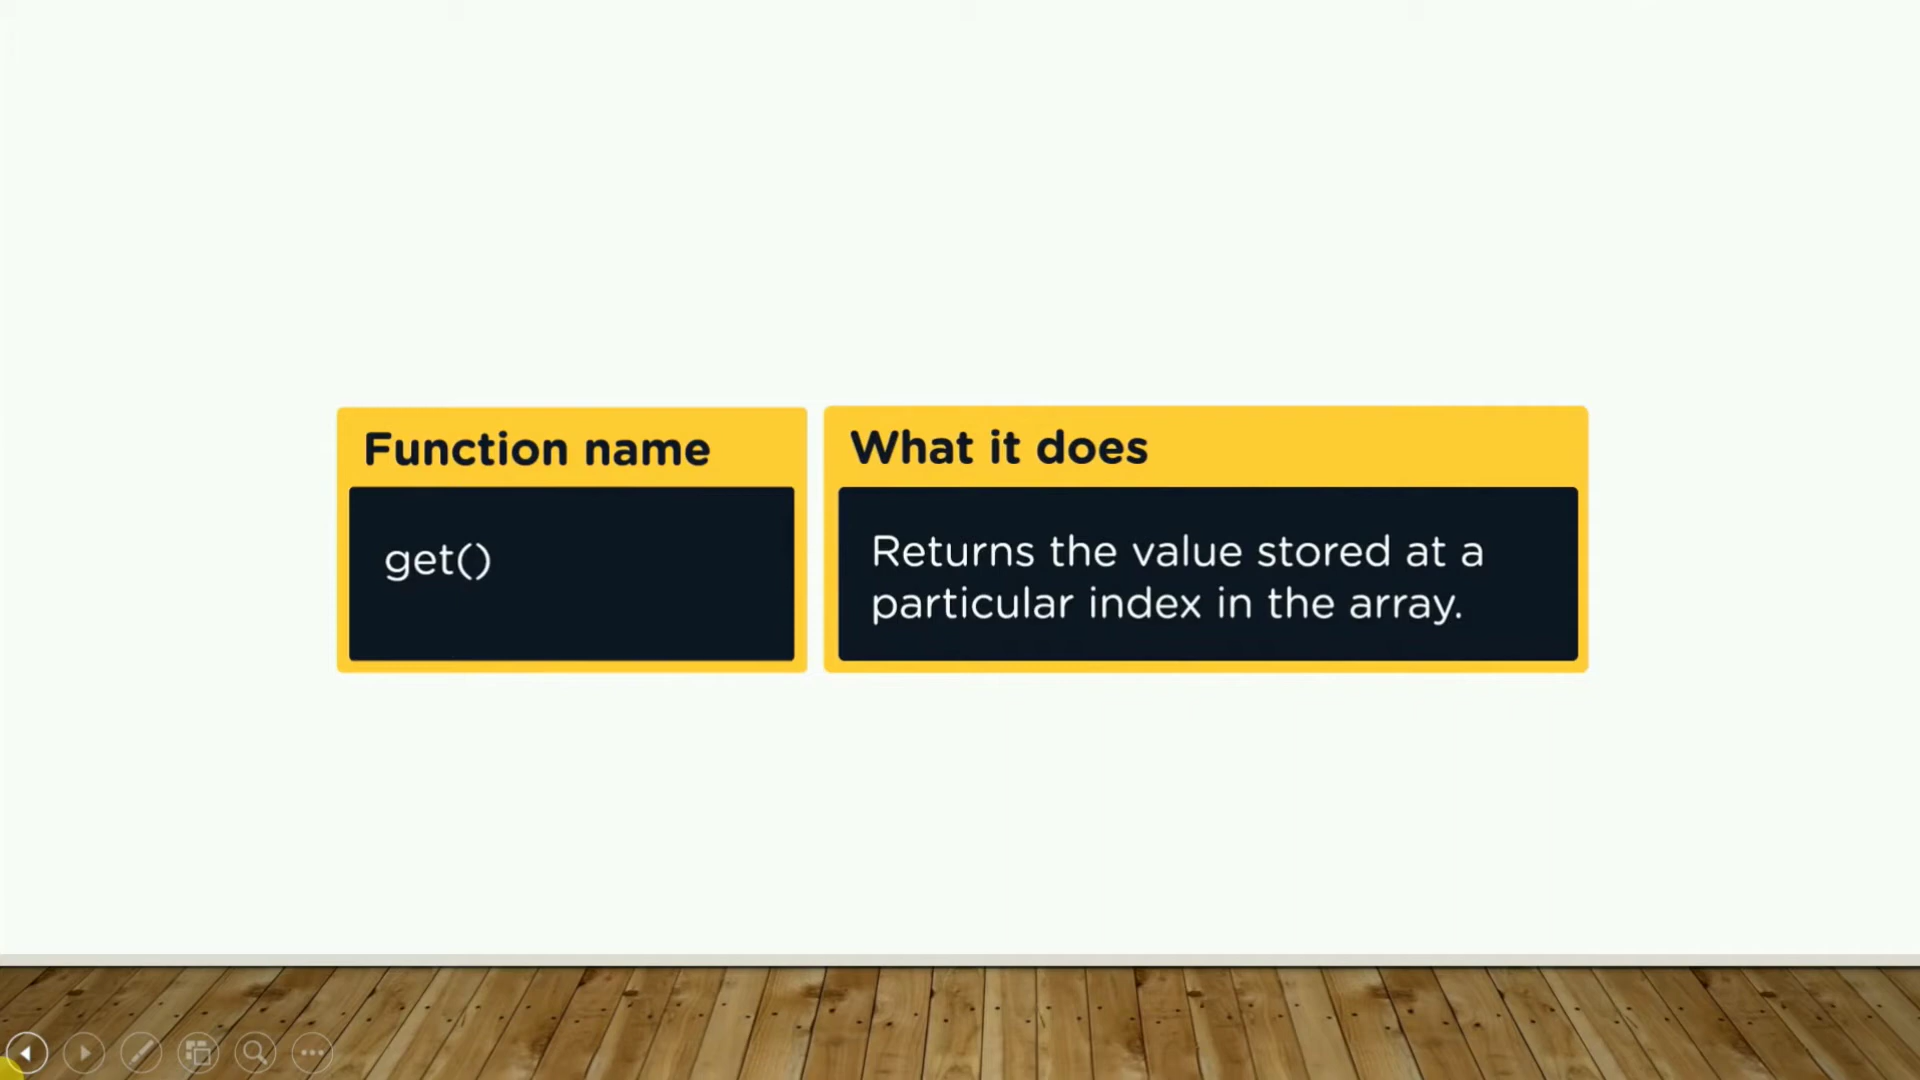 Function name
What it does
get()
Returns the value stored at a
particular index in the array.